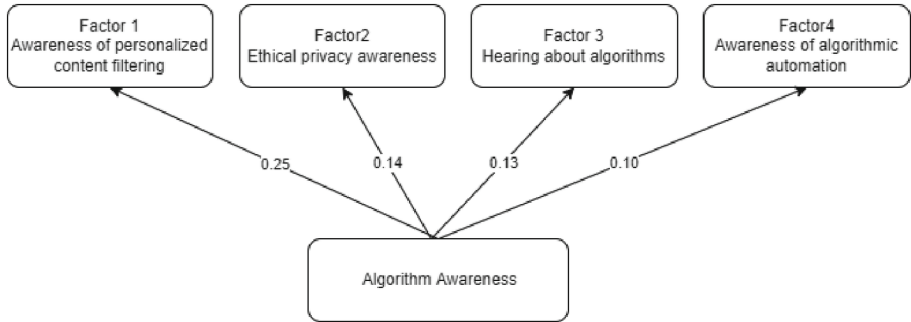 Factor 1
Awareness of personalized
content filtering
Factor2
Ethical privacy awareness
Factor 3
Hearing about algorithms
Factor4
Awareness of algorithmic
automation
0.25
0.14
0.13
0.10
Algorithm Awareness